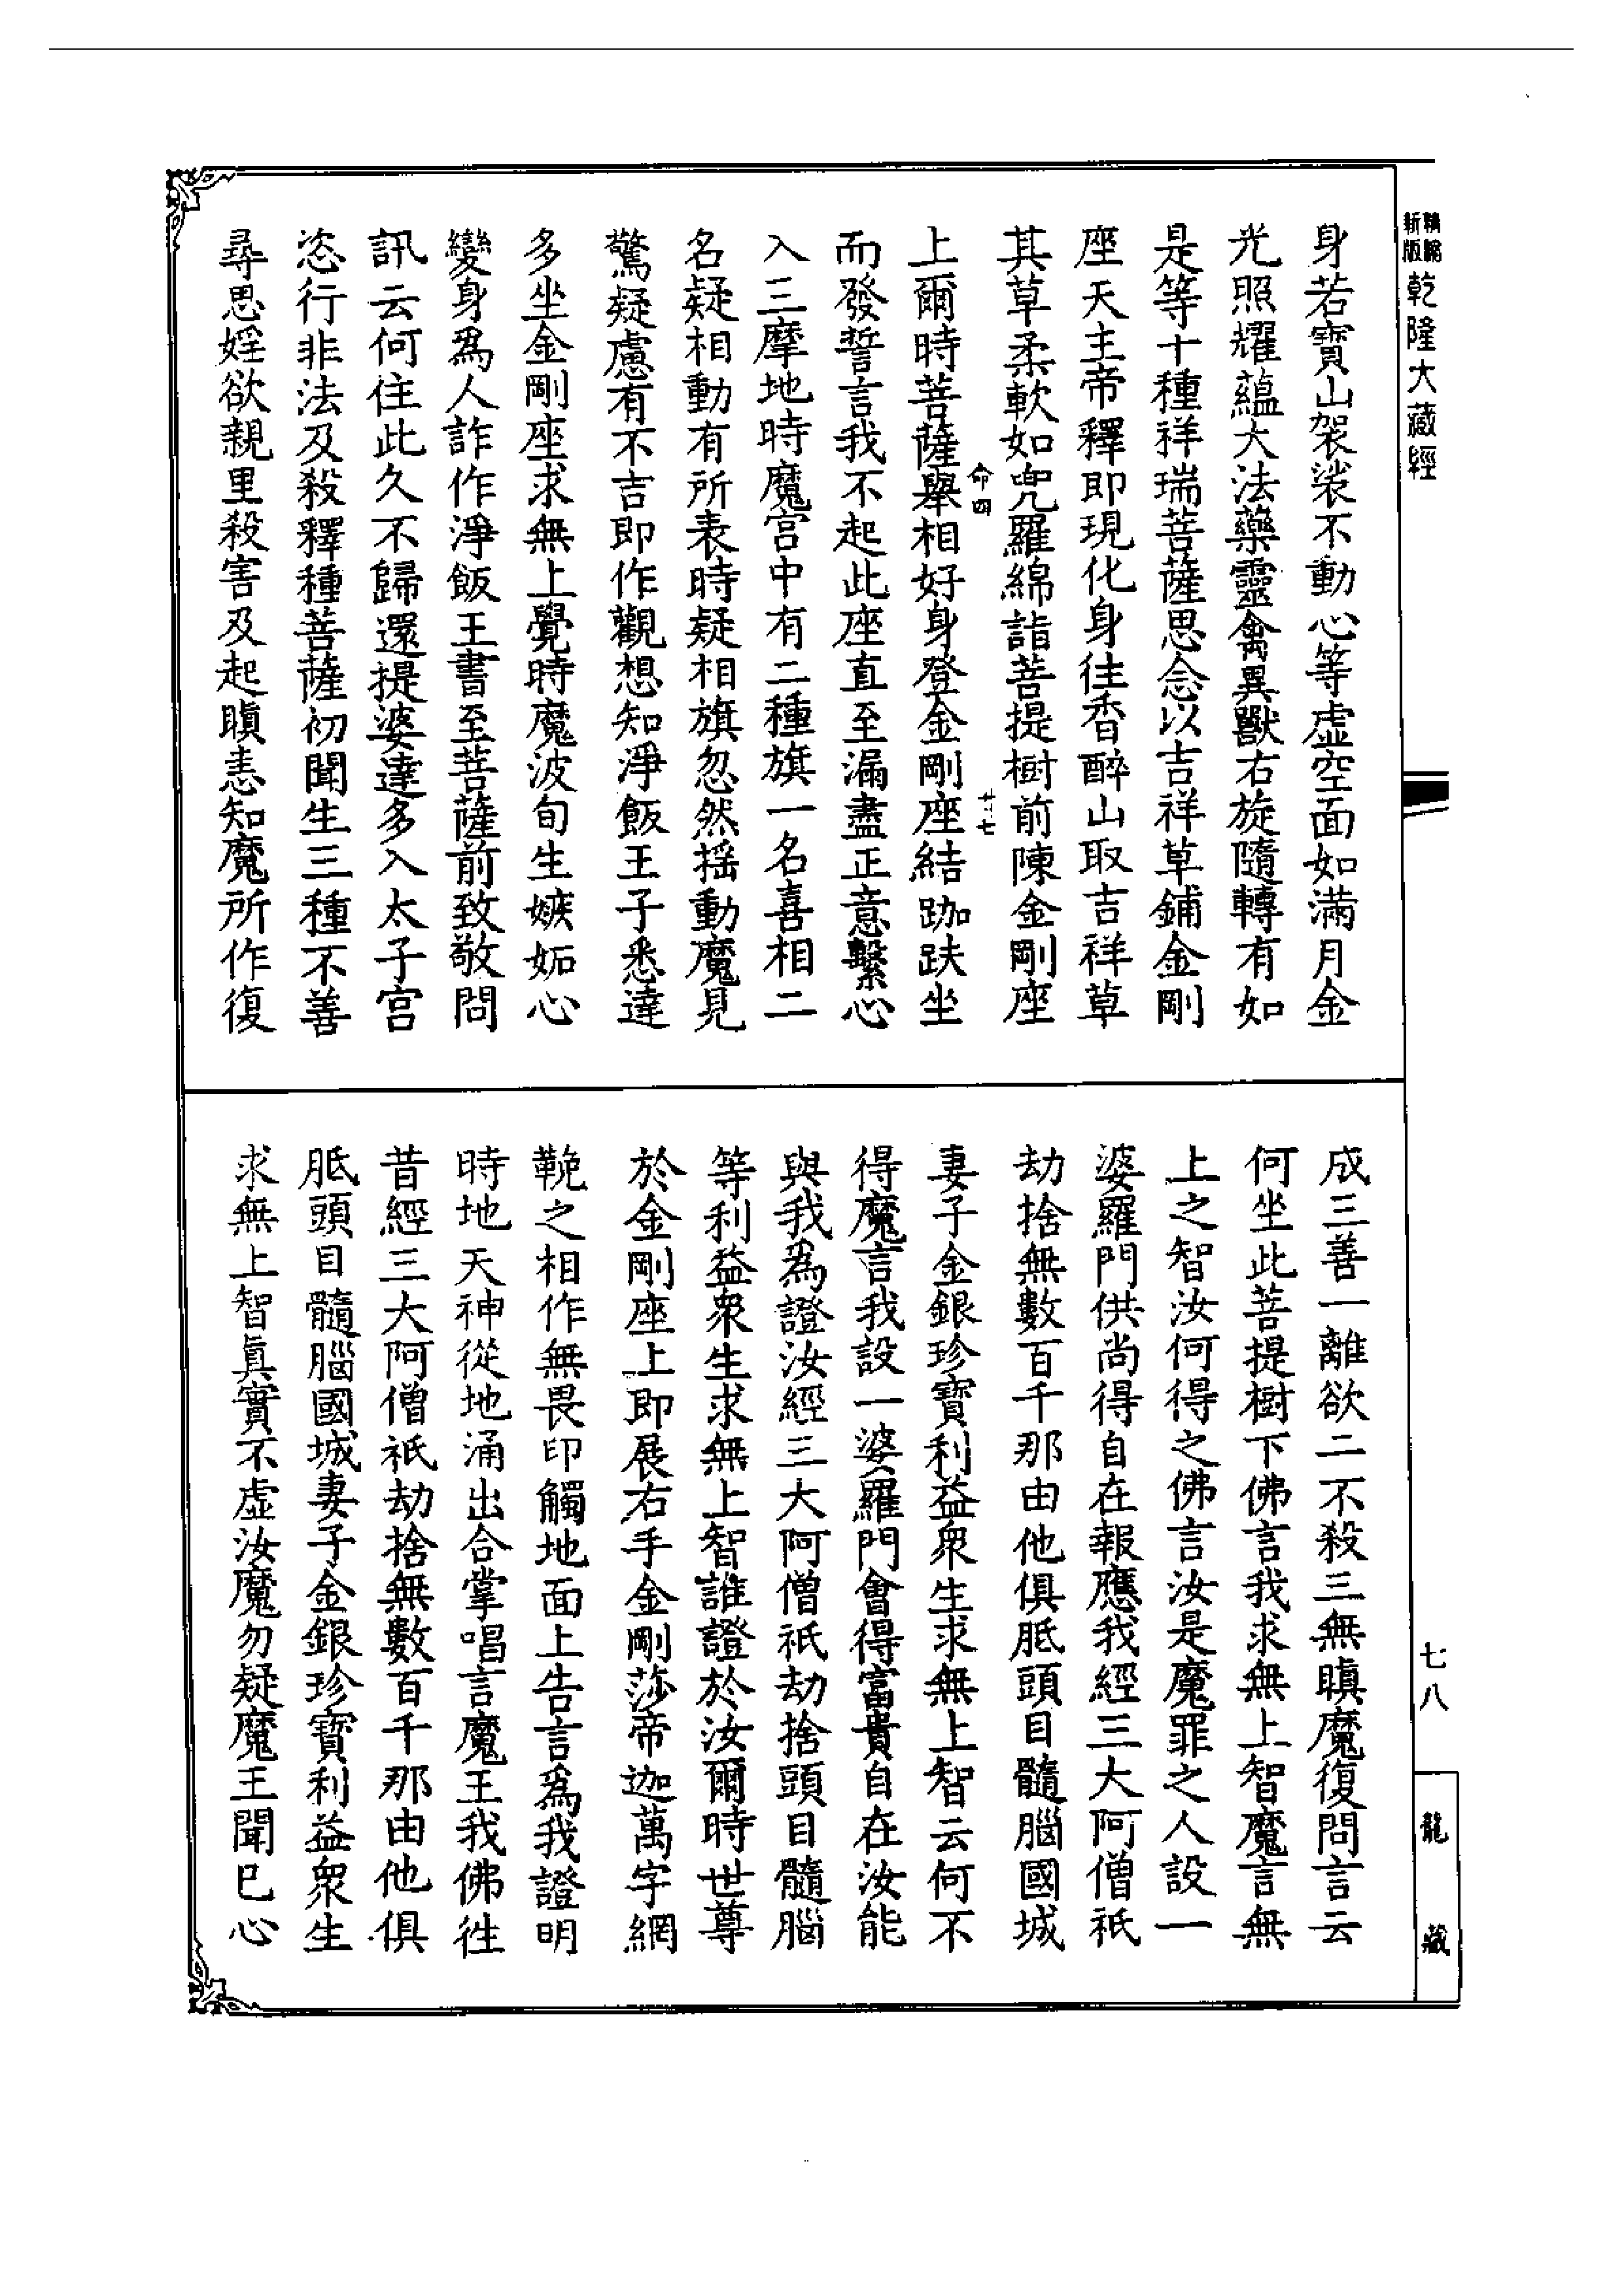 新版
精縮
乾隆大藏經
身若寶山袈裟不動心等虛空面如滿月金
光照耀蘊大法藥靈禽異獸右旋隨轉有如
是等十種祥瑞菩薩思念以吉祥草鋪金剛
座天主帝釋即現化身往香醉山取吉祥草
其草柔軟如兜羅綿詣菩提樹前陳金剛座
命四
廿七
上爾時菩薩舉相好身登金剛座結跏趺坐
而發誓言我不起此座直至漏盡正意繫心
入三摩地時魔宮中有二種旗一名喜相二
名疑相動有所表時疑相旗忽然搖動魔見
驚疑慮有不吉即作觀想知淨飯王子悉達
多坐金剛座求無上覺時魔波旬生嫉妬心
變身為人詐作淨飯王書至菩薩前致敬問
訊云何住此久不歸還提婆達多入太子宮
恣行非法及殺釋種菩薩初聞生三種不善
尋思婬欲親里殺害及起瞋恚知魔所作復
成三善一離欲二不殺三無瞋魔復問言云
何坐此菩提樹下佛言我求無上智魔言無
上之智汝何得之佛言汝是魔罪之人設一
婆羅門供尚得自在報應我經三大阿僧祇
劫捨無數百千那由他俱胝頭目髓腦國城
妻子金銀珍寶利益衆生求無上智云何不
得魔言我設一婆羅門會得富貴自在汝能
與我為證汝經三大阿僧祇劫捨頭目髓腦
等利益衆生求無上智誰證於汝爾時世尊
於金剛座上即展右手金剛莎帝迦萬字網
鞔之相作無畏印觸地面上告言為我證明
時地天神從地涌出合掌唱言魔王我佛往
昔經三大阿僧祇劫捨無數百千那由他俱
胝頭目髓腦國城妻子金銀珍寶利益衆生
求無上智真實不虛汝魔勿疑魔王聞已心
七八
龍藏